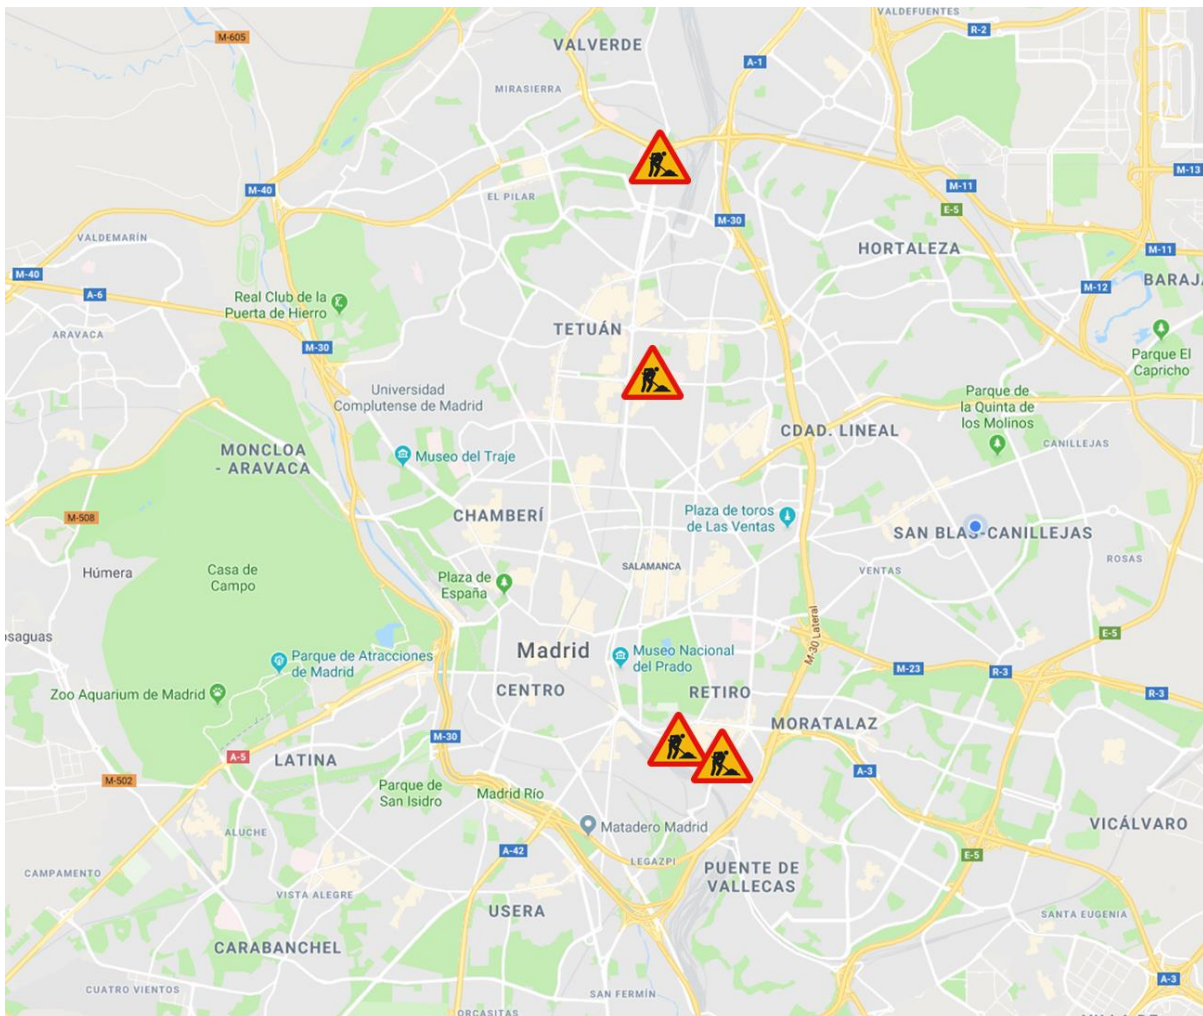 VALDEFUENTES
M-605
R-2
VALVERDE
A-1
MIRASIERRA
M-13
M-40
EL PILAR
M-11
E-5
M-30
VALDEMARÍN
HORTALEZA
M-11
M-40
BARAJA
A-6
M-12
Real Club de la
Puerta de Hierro
TETUÁN
ARAVACA
M-30
Parque El
Capricho
Universidad
Complutense de Madrid
Parque de
la Quinta de
los Molinos
CDAD. LINEAL
CANILLEJAS
MONCLOA
- ARAVACA
Museo del Traje
CHAMBERÍ
Plaza de toros
de Las Ventas
M-508
SAN BLAS-CANILLEJAS
ROSAS
Húmera
Casa de
Campo
SALAMANCA
VENTAS
Plaza de
España
M-30 Lateral
E-5
osaguas
Madrid
Museo Nacional
del Prado
Parque de Atracciones
de Madrid
M-23
R-3
Zoo Aquarium de Madrid
CENTRO
RETIRO
R-3
MORATALAZ
M-30
A-5
LATINA
A-3
M-502
Parque de
San Isidro
Madrid Río
Matadero Madrid
VICÁLVARO
ALUCHE
A-42
LEGAZPI
E-5
CAMPAMENTO
PUENTE DE
VALLECAS
VISTA ALEGRE
USERA
SANTA EUGENIA
CARABANCHEL
A-3
CUATRO VIENTOS
SAN FERMÍN
ORCASITAS